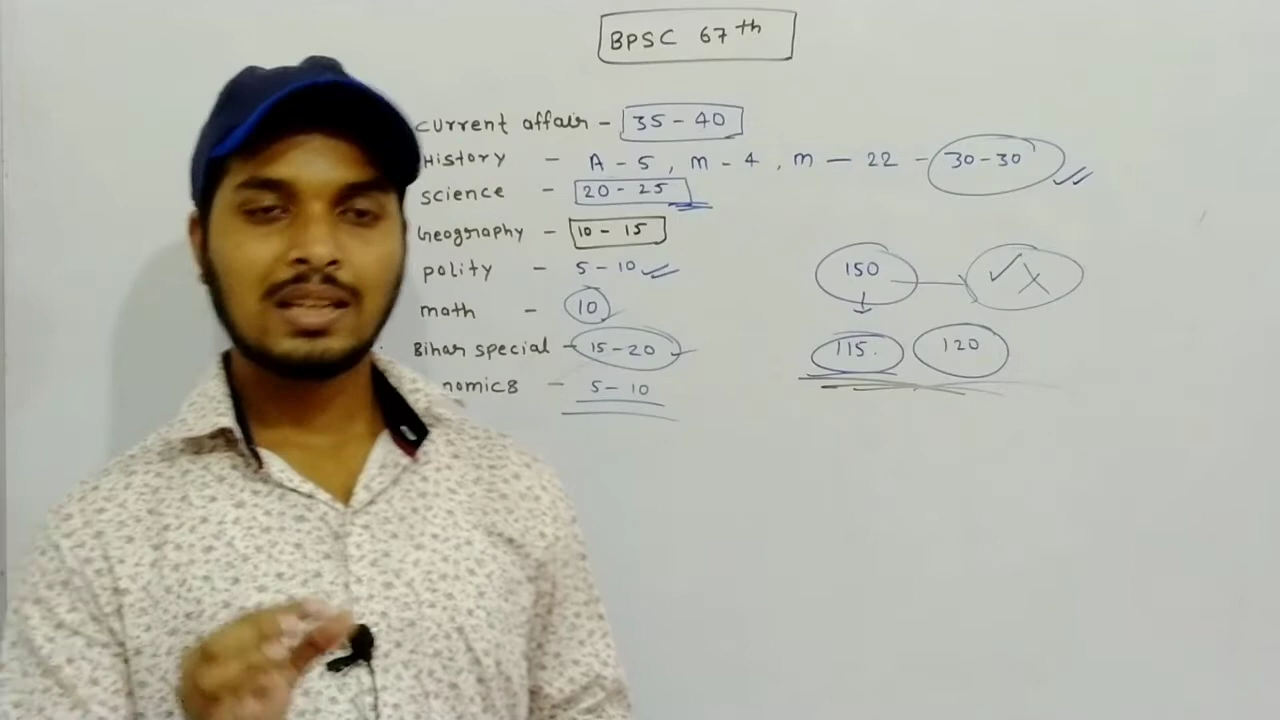 BPSC 67th
Current affair - 35 - 40
History - A - 5, m - 4, m - 22 - 30 - 30
science - 20 - 25
Geography - 10 - 15
polity - 5 - 10
math - 10
Bihar special - 15 - 20
nomics - 5 - 10
150
115. 120